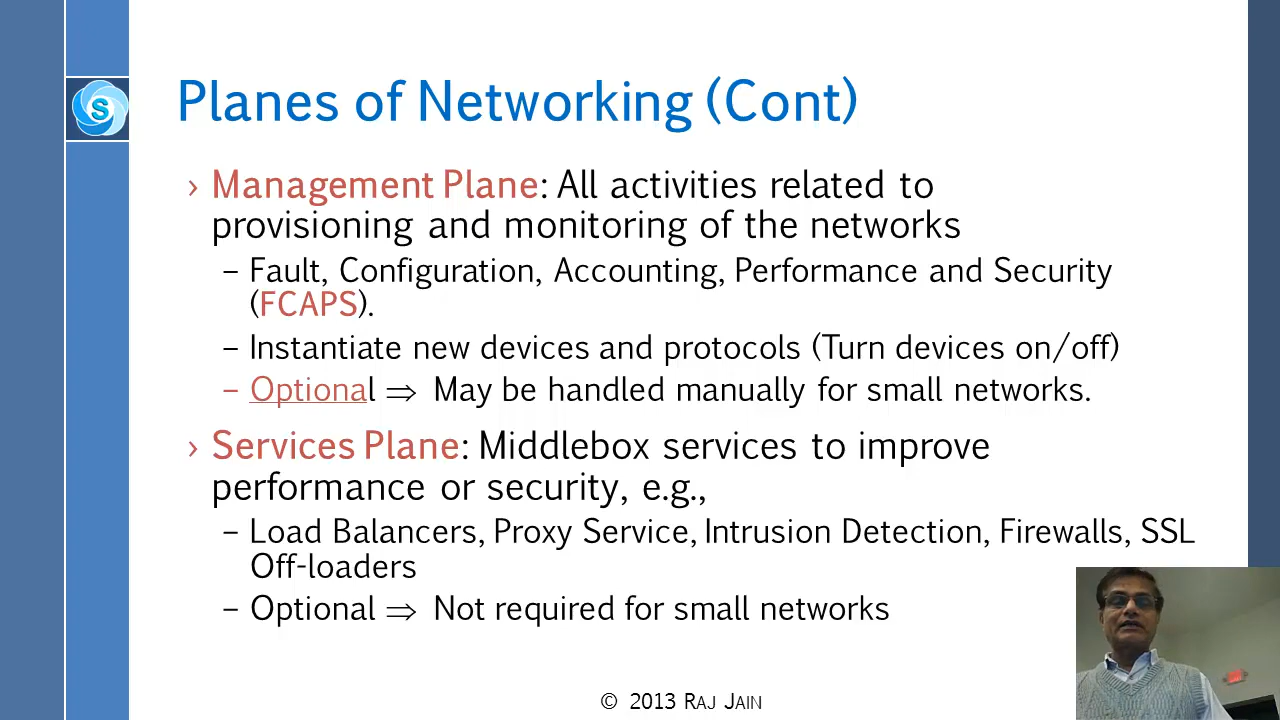 S
Planes of Networking (Cont)
› Management Plane: All activities related to
provisioning and monitoring of the networks
– Fault, Configuration, Accounting, Performance and Security
(FCAPS).
– Instantiate new devices and protocols (Turn devices on/off)
– Optional ⇒ May be handled manually for small networks.
› Services Plane: Middlebox services to improve
performance or security, e.g.,
– Load Balancers, Proxy Service, Intrusion Detection, Firewalls, SSL
Off-loaders
– Optional ⇒ Not required for small networks
© 2013 RAJ JAIN